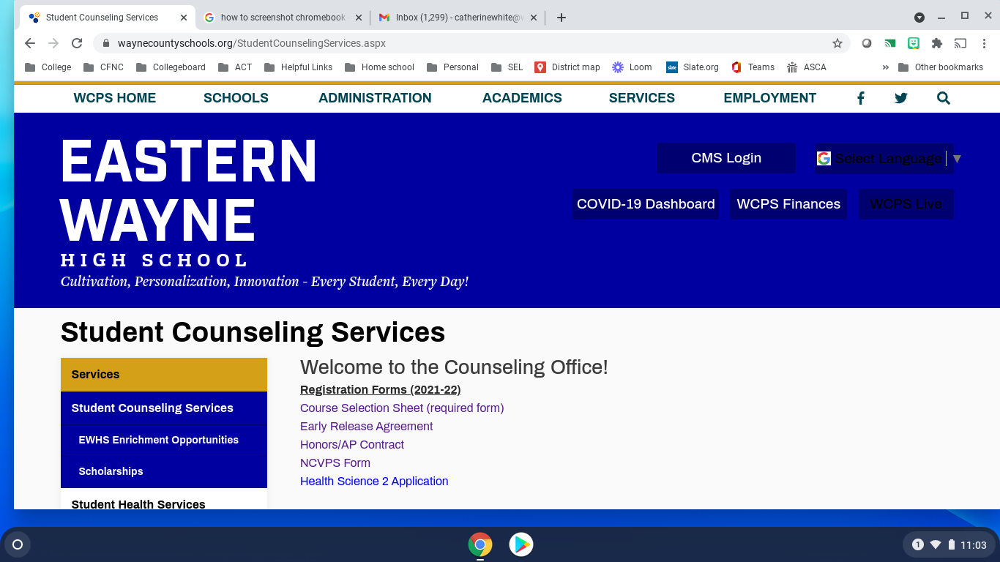 Student Counseling Services
how to screenshot chromebook
Inbox (1,299) - catherinewhite@
waynecountyschools.org/StudentCounselingServices.aspx
College CFNC Collegeboard ACT Helpful Links Home school Personal SEL District map Loom slate Slate.org Teams ASCA » Other bookmarks
WCPS HOME SCHOOLS ADMINISTRATION ACADEMICS SERVICES EMPLOYMENT
EASTERN
WAYNE
HIGH SCHOOL
Cultivation, Personalization, Innovation - Every Student, Every Day!
CMS Login Select Language ▼
COVID-19 Dashboard WCPS Finances WCPS Live
Student Counseling Services
Services
Student Counseling Services
EWHS Enrichment Opportunities
Scholarships
Student Health Services
Welcome to the Counseling Office!
Registration Forms (2021-22)
Course Selection Sheet (required form)
Early Release Agreement
Honors/AP Contract
NCVPS Form
Health Science 2 Application
1 11:03